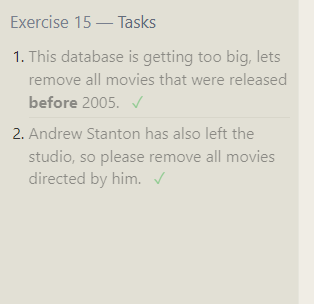 Exercise 15 — Tasks
1. This database is getting too big, lets
remove all movies that were released
before 2005. ✓
2. Andrew Stanton has also left the
studio, so please remove all movies
directed by him. ✓